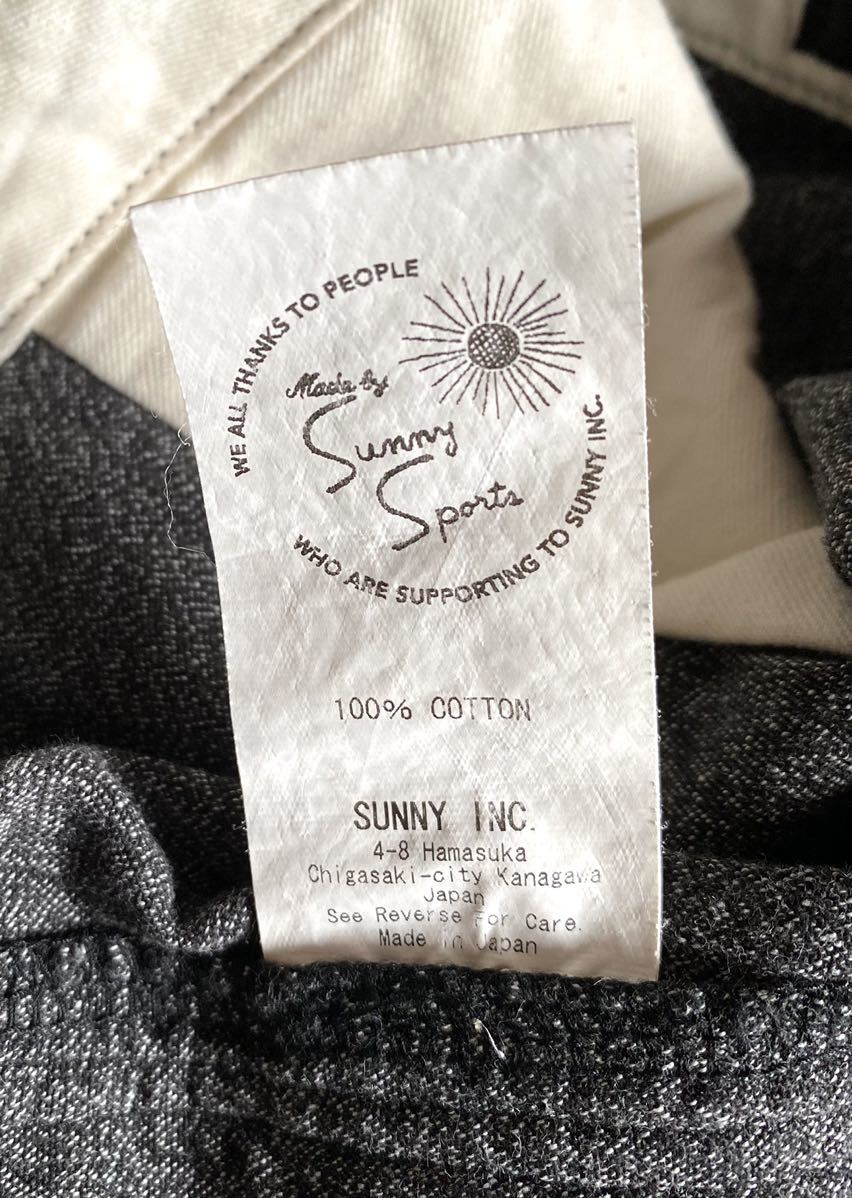 WE ALL THANKS TO PEOPLE
Made by
Sunny
Sports
WHO ARE SUPPORTING TO SUNNY INC.
100% COTTON
SUNNY INC.
4-8 Hamasuka
Chigasaki-city Kanagawa
Japan
See Reverse For Care.
Made in Japan